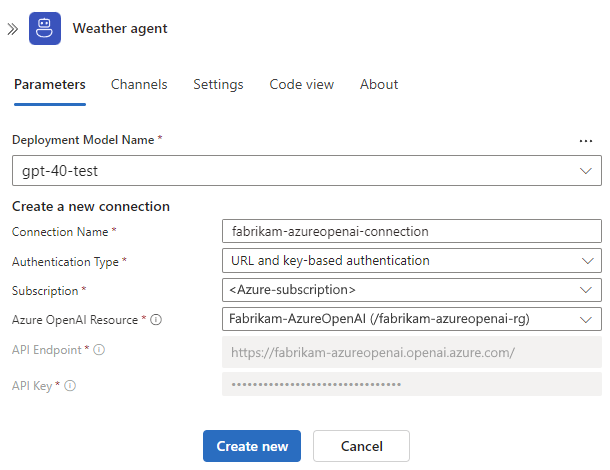 Weather agent
Parameters Channels Settings Code view About
Deployment Model Name * ...
gpt-40-test
Create a new connection
Connection Name * fabrikam-azureopenai-connection
Authentication Type * URL and key-based authentication
Subscription * <Azure-subscription>
Azure OpenAI Resource * Fabrikam-AzureOpenAI (/fabrikam-azureopenai-rg)
API Endpoint * https://fabrikam-azureopenai.openai.azure.com/
API Key * ••••••••••••••••••••••••••••••••
Create new Cancel